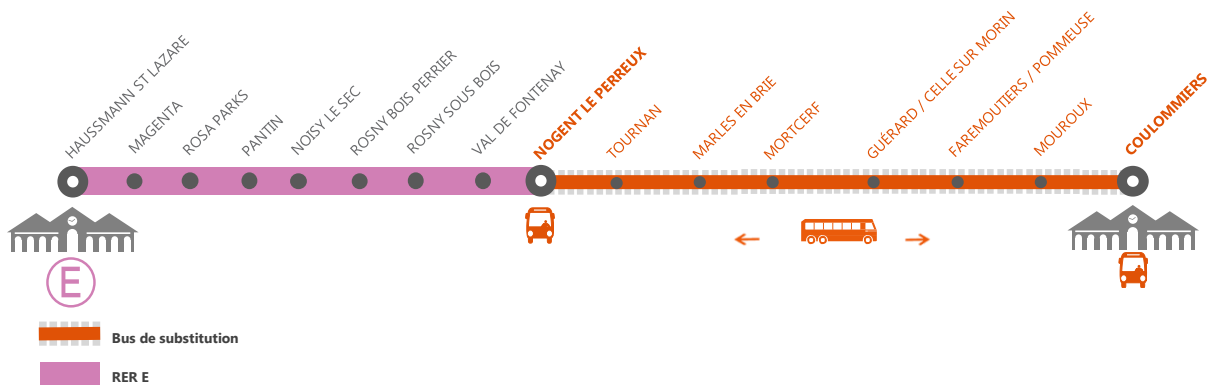 HAUSSMANN ST LAZARE
MAGENTA
ROSA PARKS
PANTIN
NOISY LE SEC
ROSNY BOIS PERRIER
ROSNY SOUS BOIS
VAL DE FONTENAY
NOGENT LE PERREUX
TOURNAN
MARLES EN BRIE
MORTCERF
GUÉRARD / CELLE SUR MORIN
FAREMOUTIERS / POMMEUSE
MOUROUX
COULOMMIERS
E
Bus de substitution
RER E